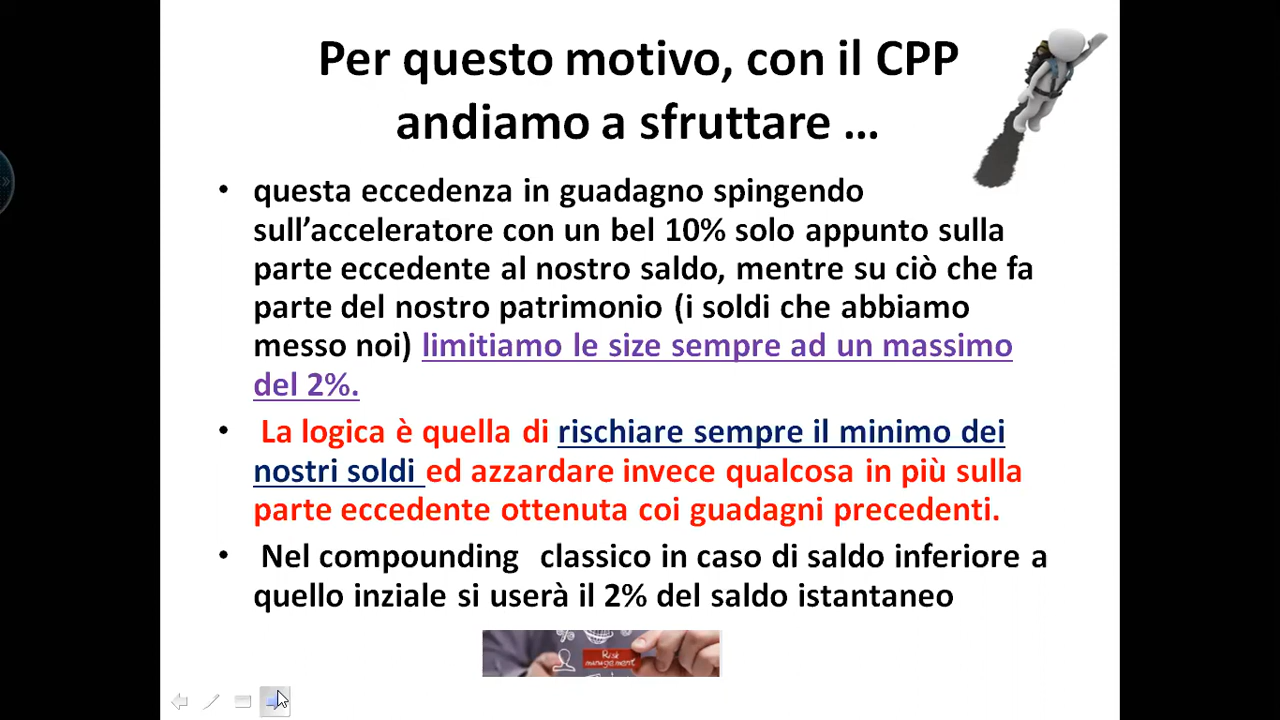 Per questo motivo, con il CPP
andiamo a sfruttare ...
• questa eccedenza in guadagno spingendo
sull’acceleratore con un bel 10% solo appunto sulla
parte eccedente al nostro saldo, mentre su ciò che fa
parte del nostro patrimonio (i soldi che abbiamo
messo noi) limitiamo le size sempre ad un massimo
del 2%.
• La logica è quella di rischiare sempre il minimo dei
nostri soldi ed azzardare invece qualcosa in più sulla
parte eccedente ottenuta coi guadagni precedenti.
• Nel compounding classico in caso di saldo inferiore a
quello inziale si userà il 2% del saldo istantaneo
Risk
management